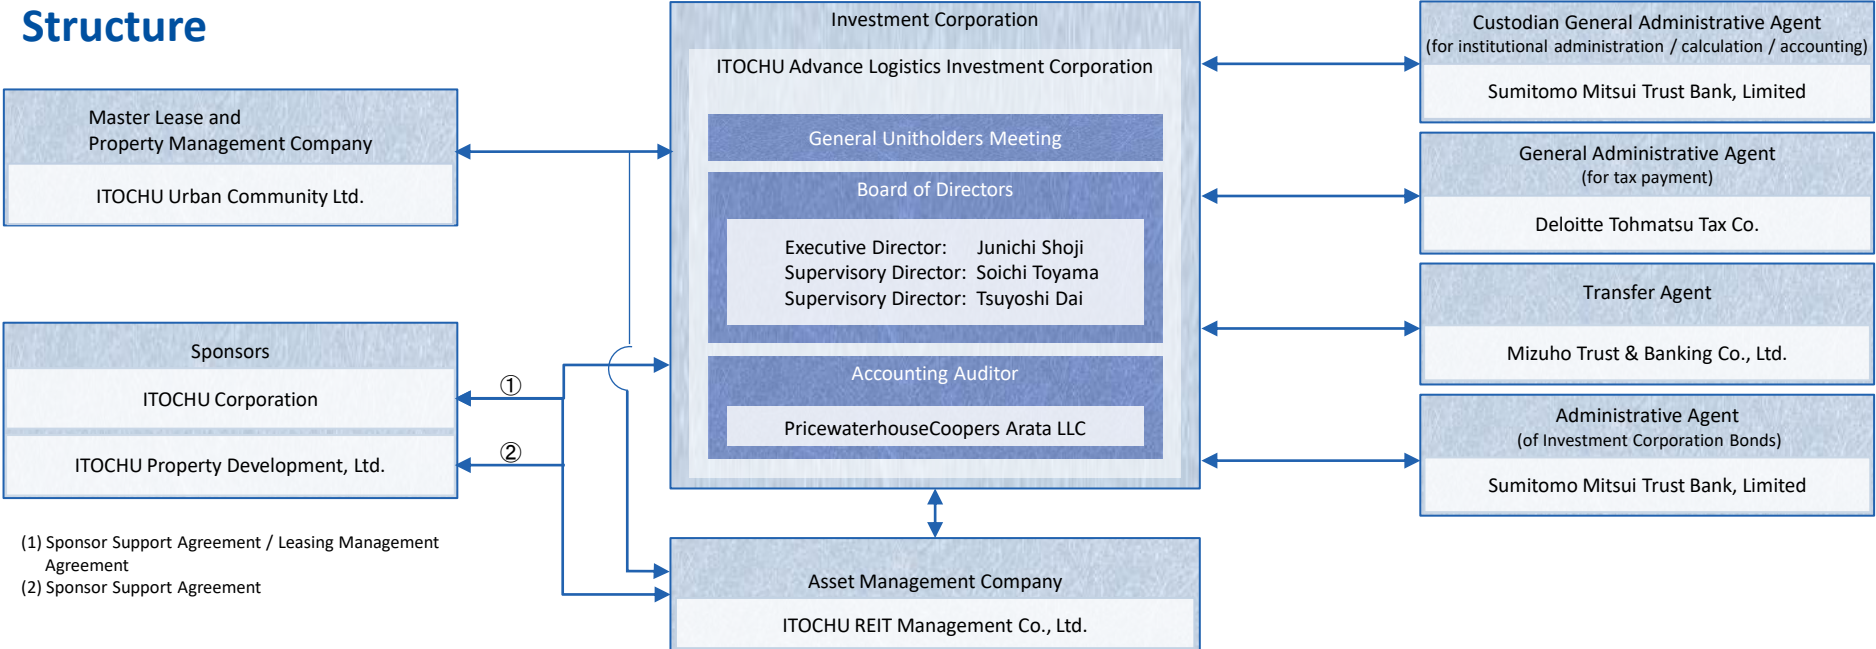 Structure
Master Lease and
Property Management Company
ITOCHU Urban Community Ltd.
Sponsors
ITOCHU Corporation
①
ITOCHU Property Development, Ltd.
②
(1) Sponsor Support Agreement / Leasing Management
Agreement
(2) Sponsor Support Agreement
Investment Corporation
ITOCHU Advance Logistics Investment Corporation
General Unitholders Meeting
Board of Directors
Executive Director: Junichi Shoji
Supervisory Director: Soichi Toyama
Supervisory Director: Tsuyoshi Dai
Accounting Auditor
PricewaterhouseCoopers Arata LLC
Asset Management Company
ITOCHU REIT Management Co., Ltd.
Custodian General Administrative Agent
(for institutional administration / calculation / accounting)
Sumitomo Mitsui Trust Bank, Limited
General Administrative Agent
(for tax payment)
Deloitte Tohmatsu Tax Co.
Transfer Agent
Mizuho Trust & Banking Co., Ltd.
Administrative Agent
(of Investment Corporation Bonds)
Sumitomo Mitsui Trust Bank, Limited